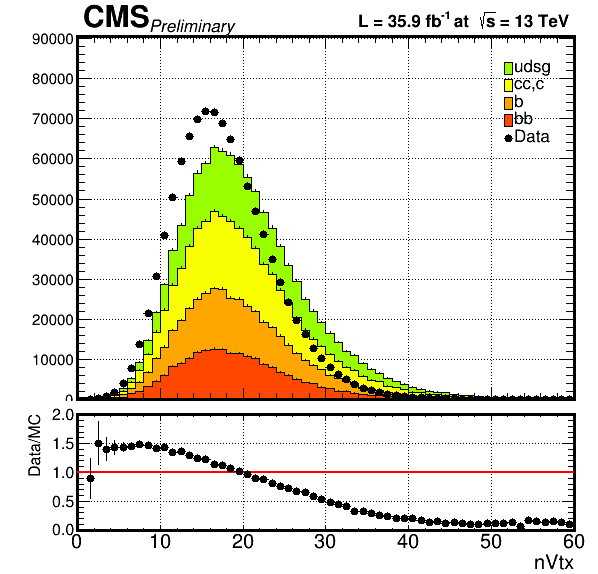 CMS Preliminary L = 35.9 fb⁻¹ at √s = 13 TeV
90000
80000
70000
60000
50000
40000
30000
20000
10000
0
udsg
cc,c
b
bb
Data
Data/MC
2.0
1.5
1.0
0.5
0.0
0 10 20 30 40 50 60
nVtx